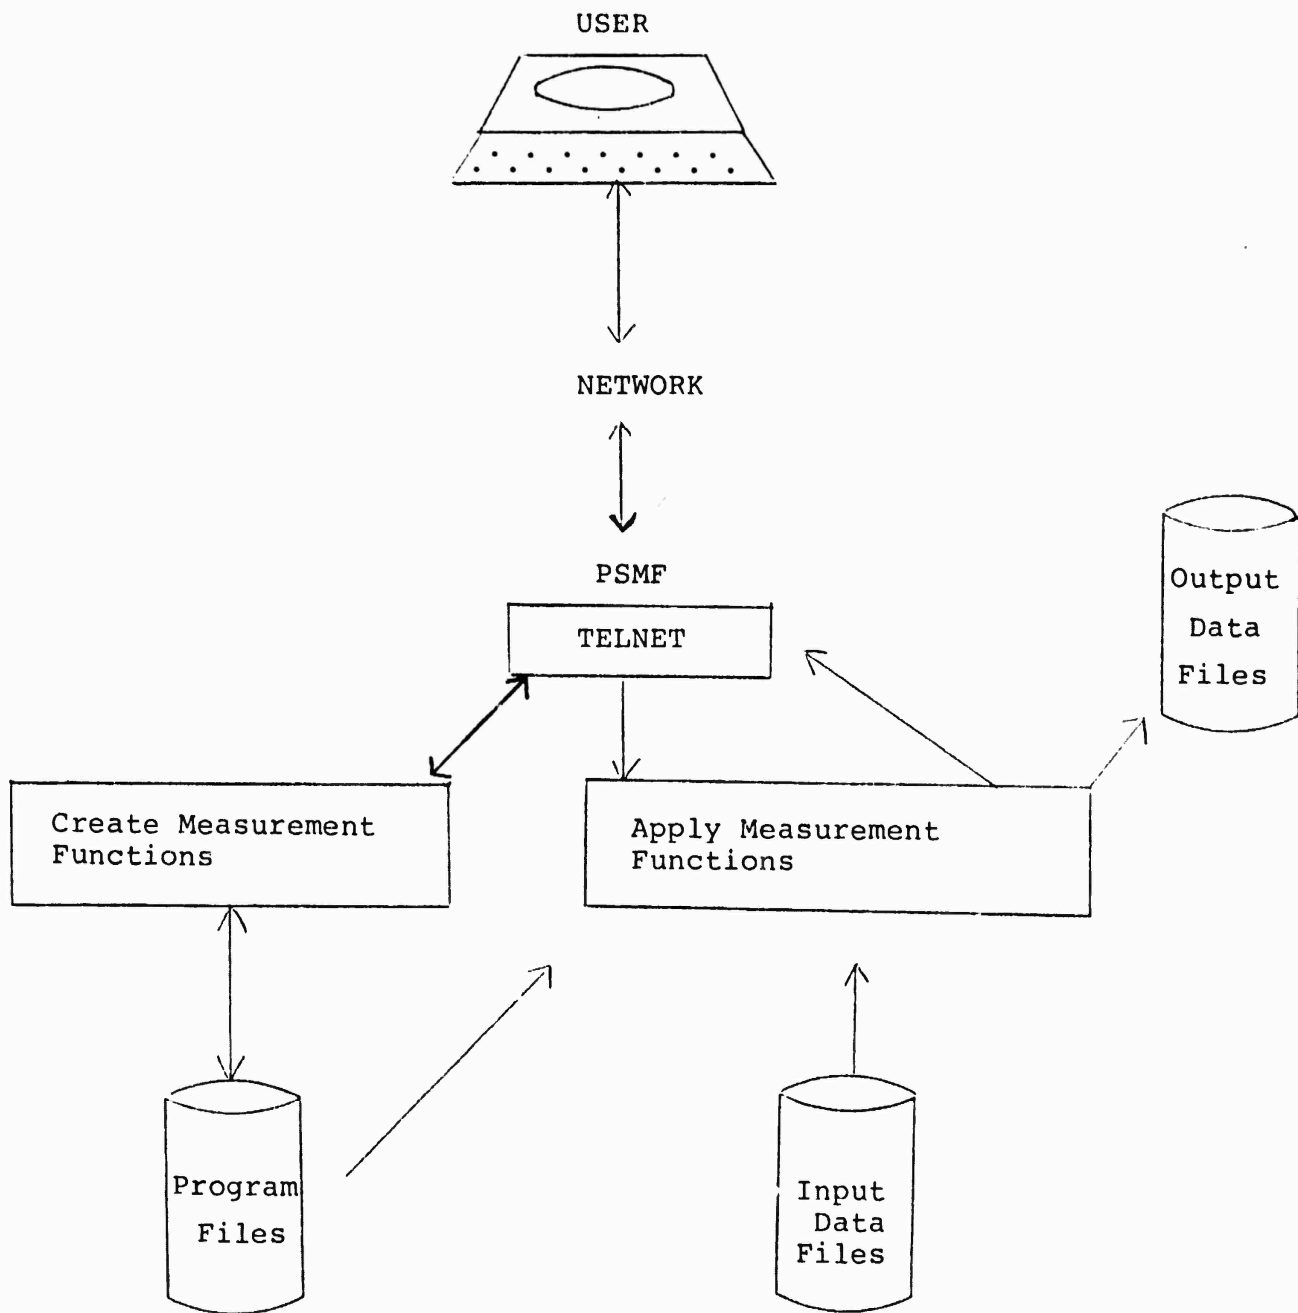 USER
NETWORK
PSMF
TELNET
Output
Data
Files
Create Measurement
Functions
Apply Measurement
Functions
Program
Files
Input
Data
Files